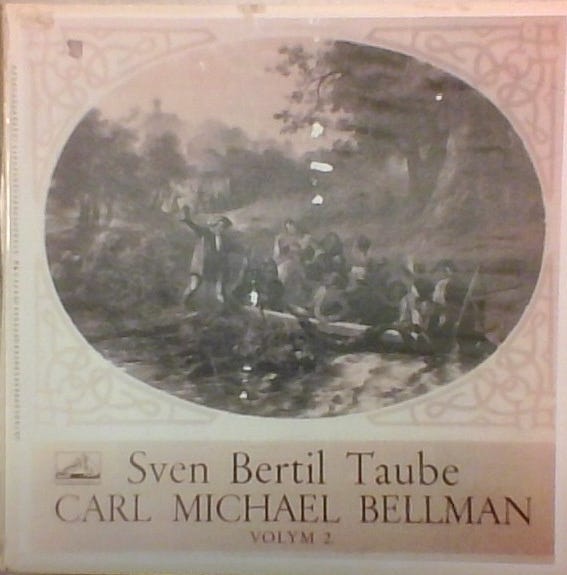 Sven Bertil Taube
CARL MICHAEL BELLMAN
VOLYM 2